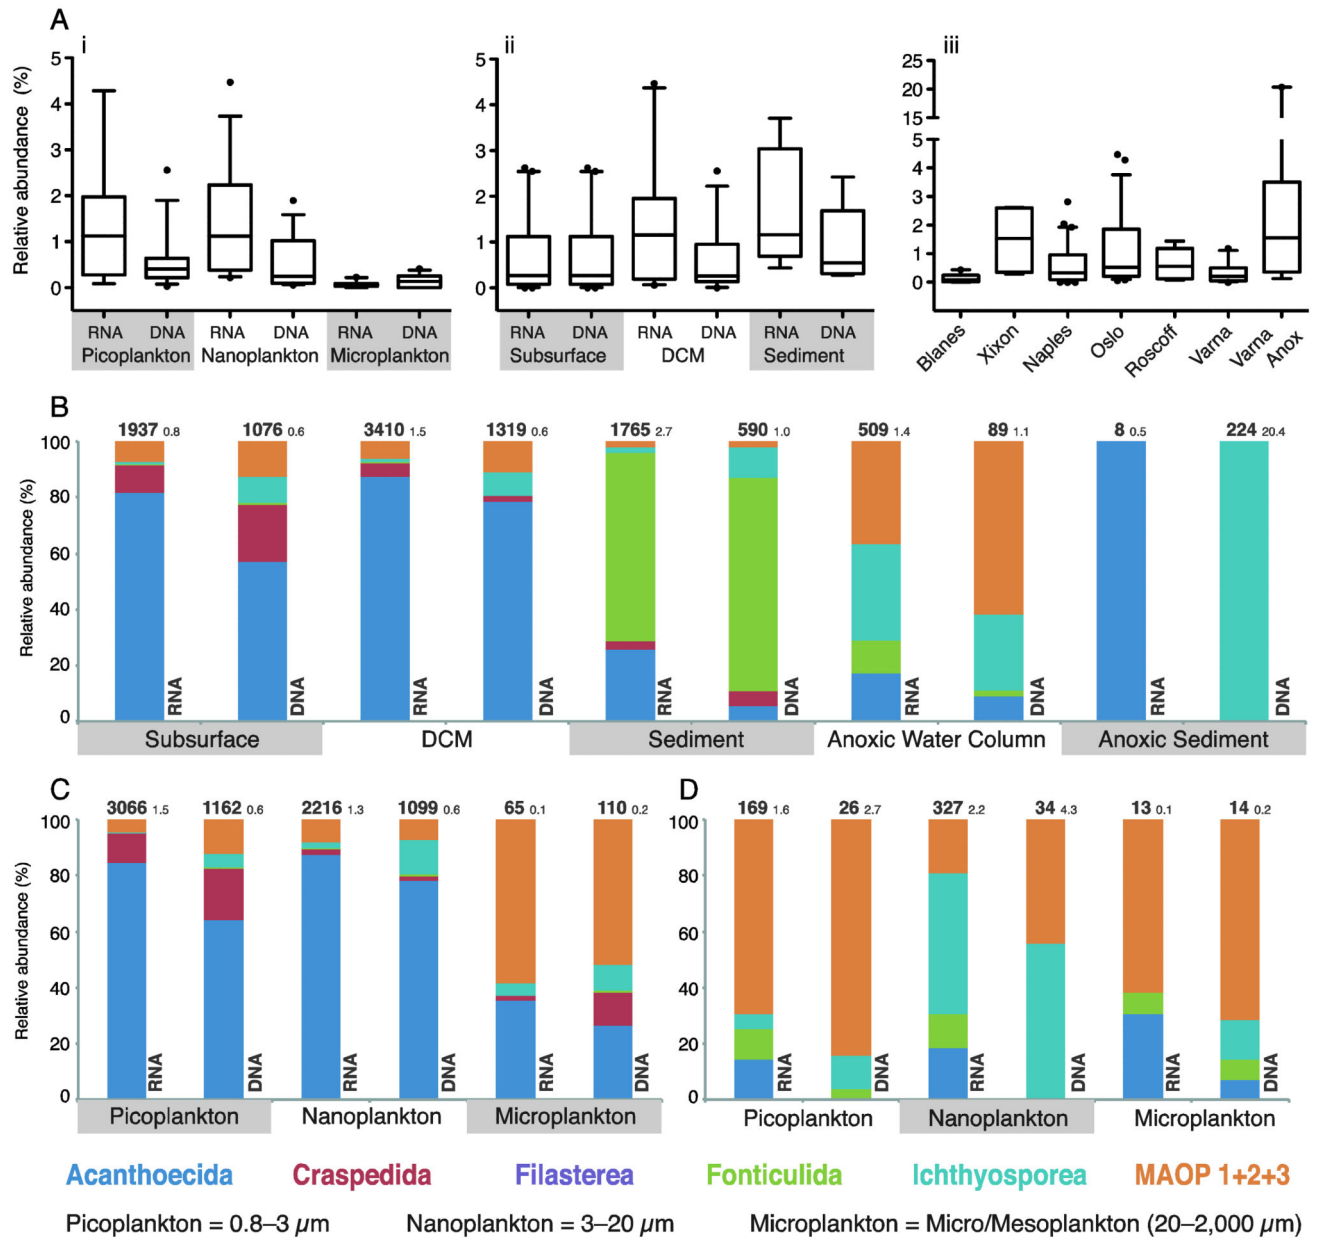 A
i
Relative abundance (%)
5
4
3
2
1
0
RNA DNA RNA DNA RNA DNA
Picoplankton Nanoplankton Microplankton
ii
5
4
3
2
1
0
RNA DNA RNA DNA RNA DNA
Subsurface DCM Sediment
iii
25
20
15
5
4
3
2
1
0
Blanes
Xixon
Naples
Oslo
Roscoff
Varna
Varna Anox
B
1937 0.8 1076 0.6 3410 1.5 1319 0.6 1765 2.7 590 1.0 509 1.4 89 1.1 8 0.5 224 20.4
Relative abundance (%)
100
80
60
40
20
0
RNA DNA RNA DNA RNA DNA RNA DNA RNA DNA
Subsurface DCM Sediment Anoxic Water Column Anoxic Sediment
C
3066 1.5 1162 0.6 2216 1.3 1099 0.6 65 0.1 110 0.2
Relative abundance (%)
100
80
60
40
20
0
RNA DNA RNA DNA RNA DNA
Picoplankton Nanoplankton Microplankton
D
169 1.6 26 2.7 327 2.2 34 4.3 13 0.1 14 0.2
100
80
60
40
20
0
RNA DNA RNA DNA RNA DNA
Picoplankton Nanoplankton Microplankton
Acanthoecida Craspedida Filasterea Fonticulida Ichthyosporea MAOP 1+2+3
Picoplankton = 0.8–3 µm Nanoplankton = 3–20 µm Microplankton = Micro/Mesoplankton (20–2,000 µm)